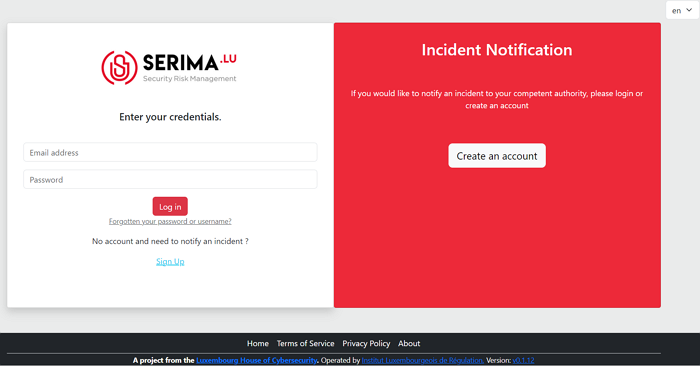 en
SERIMA.LU
Security Risk Management
Enter your credentials.
Email address
Password
Log in
Forgotten your password or username?
No account and need to notify an incident ?
Sign Up
Incident Notification
If you would like to notify an incident to your competent authority, please login or
create an account
Create an account
Home Terms of Service Privacy Policy About
A project from the Luxembourg House of Cybersecurity. Operated by Institut Luxembourgeois de Régulation. Version: v0.1.12